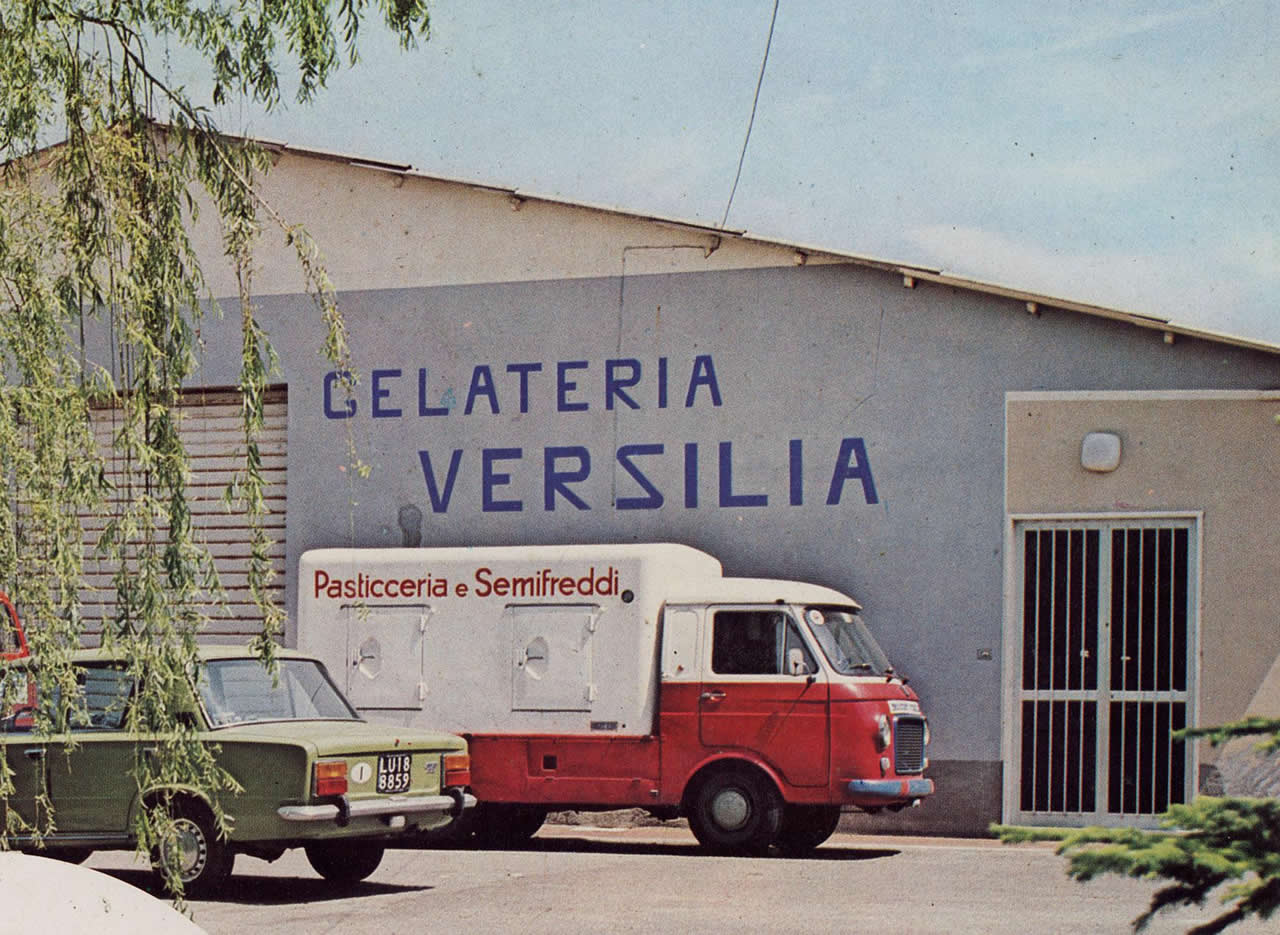 GELATERIA
VERSILIA
Pasticceria e Semifreddi
I
LU18
8859